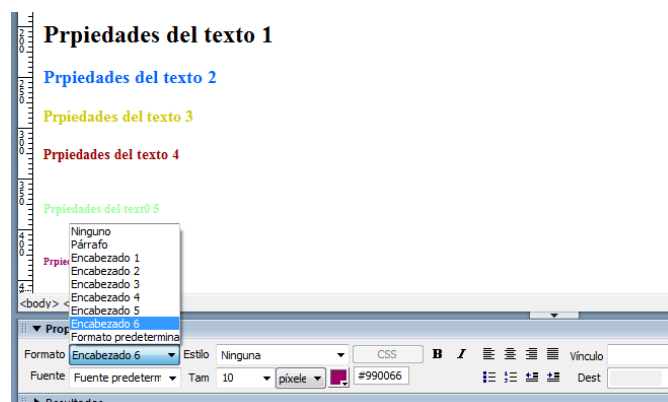 Prpiedades del texto 1
Prpiedades del texto 2
Prpiedades del texto 3
Prpiedades del texto 4
Prpiedades del text0 5
Ninguno
Párrafo
Encabezado 1
Encabezado 2
Encabezado 3
Encabezado 4
Encabezado 5
Encabezado 6
Formato predetermina
<body> <
Formato Encabezado 6 Estilo Ninguna CSS B I Vínculo
Fuente Fuente predeterm Tam 10 píxele #990066 Dest